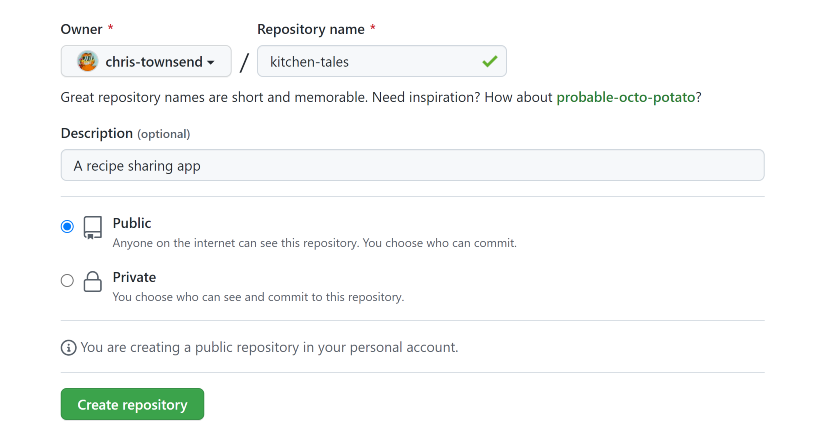 Owner * Repository name *
chris-townsend / kitchen-tales
Great repository names are short and memorable. Need inspiration? How about probable-octo-potato?
Description (optional)
A recipe sharing app
Public
Anyone on the internet can see this repository. You choose who can commit.
Private
You choose who can see and commit to this repository.
You are creating a public repository in your personal account.
Create repository